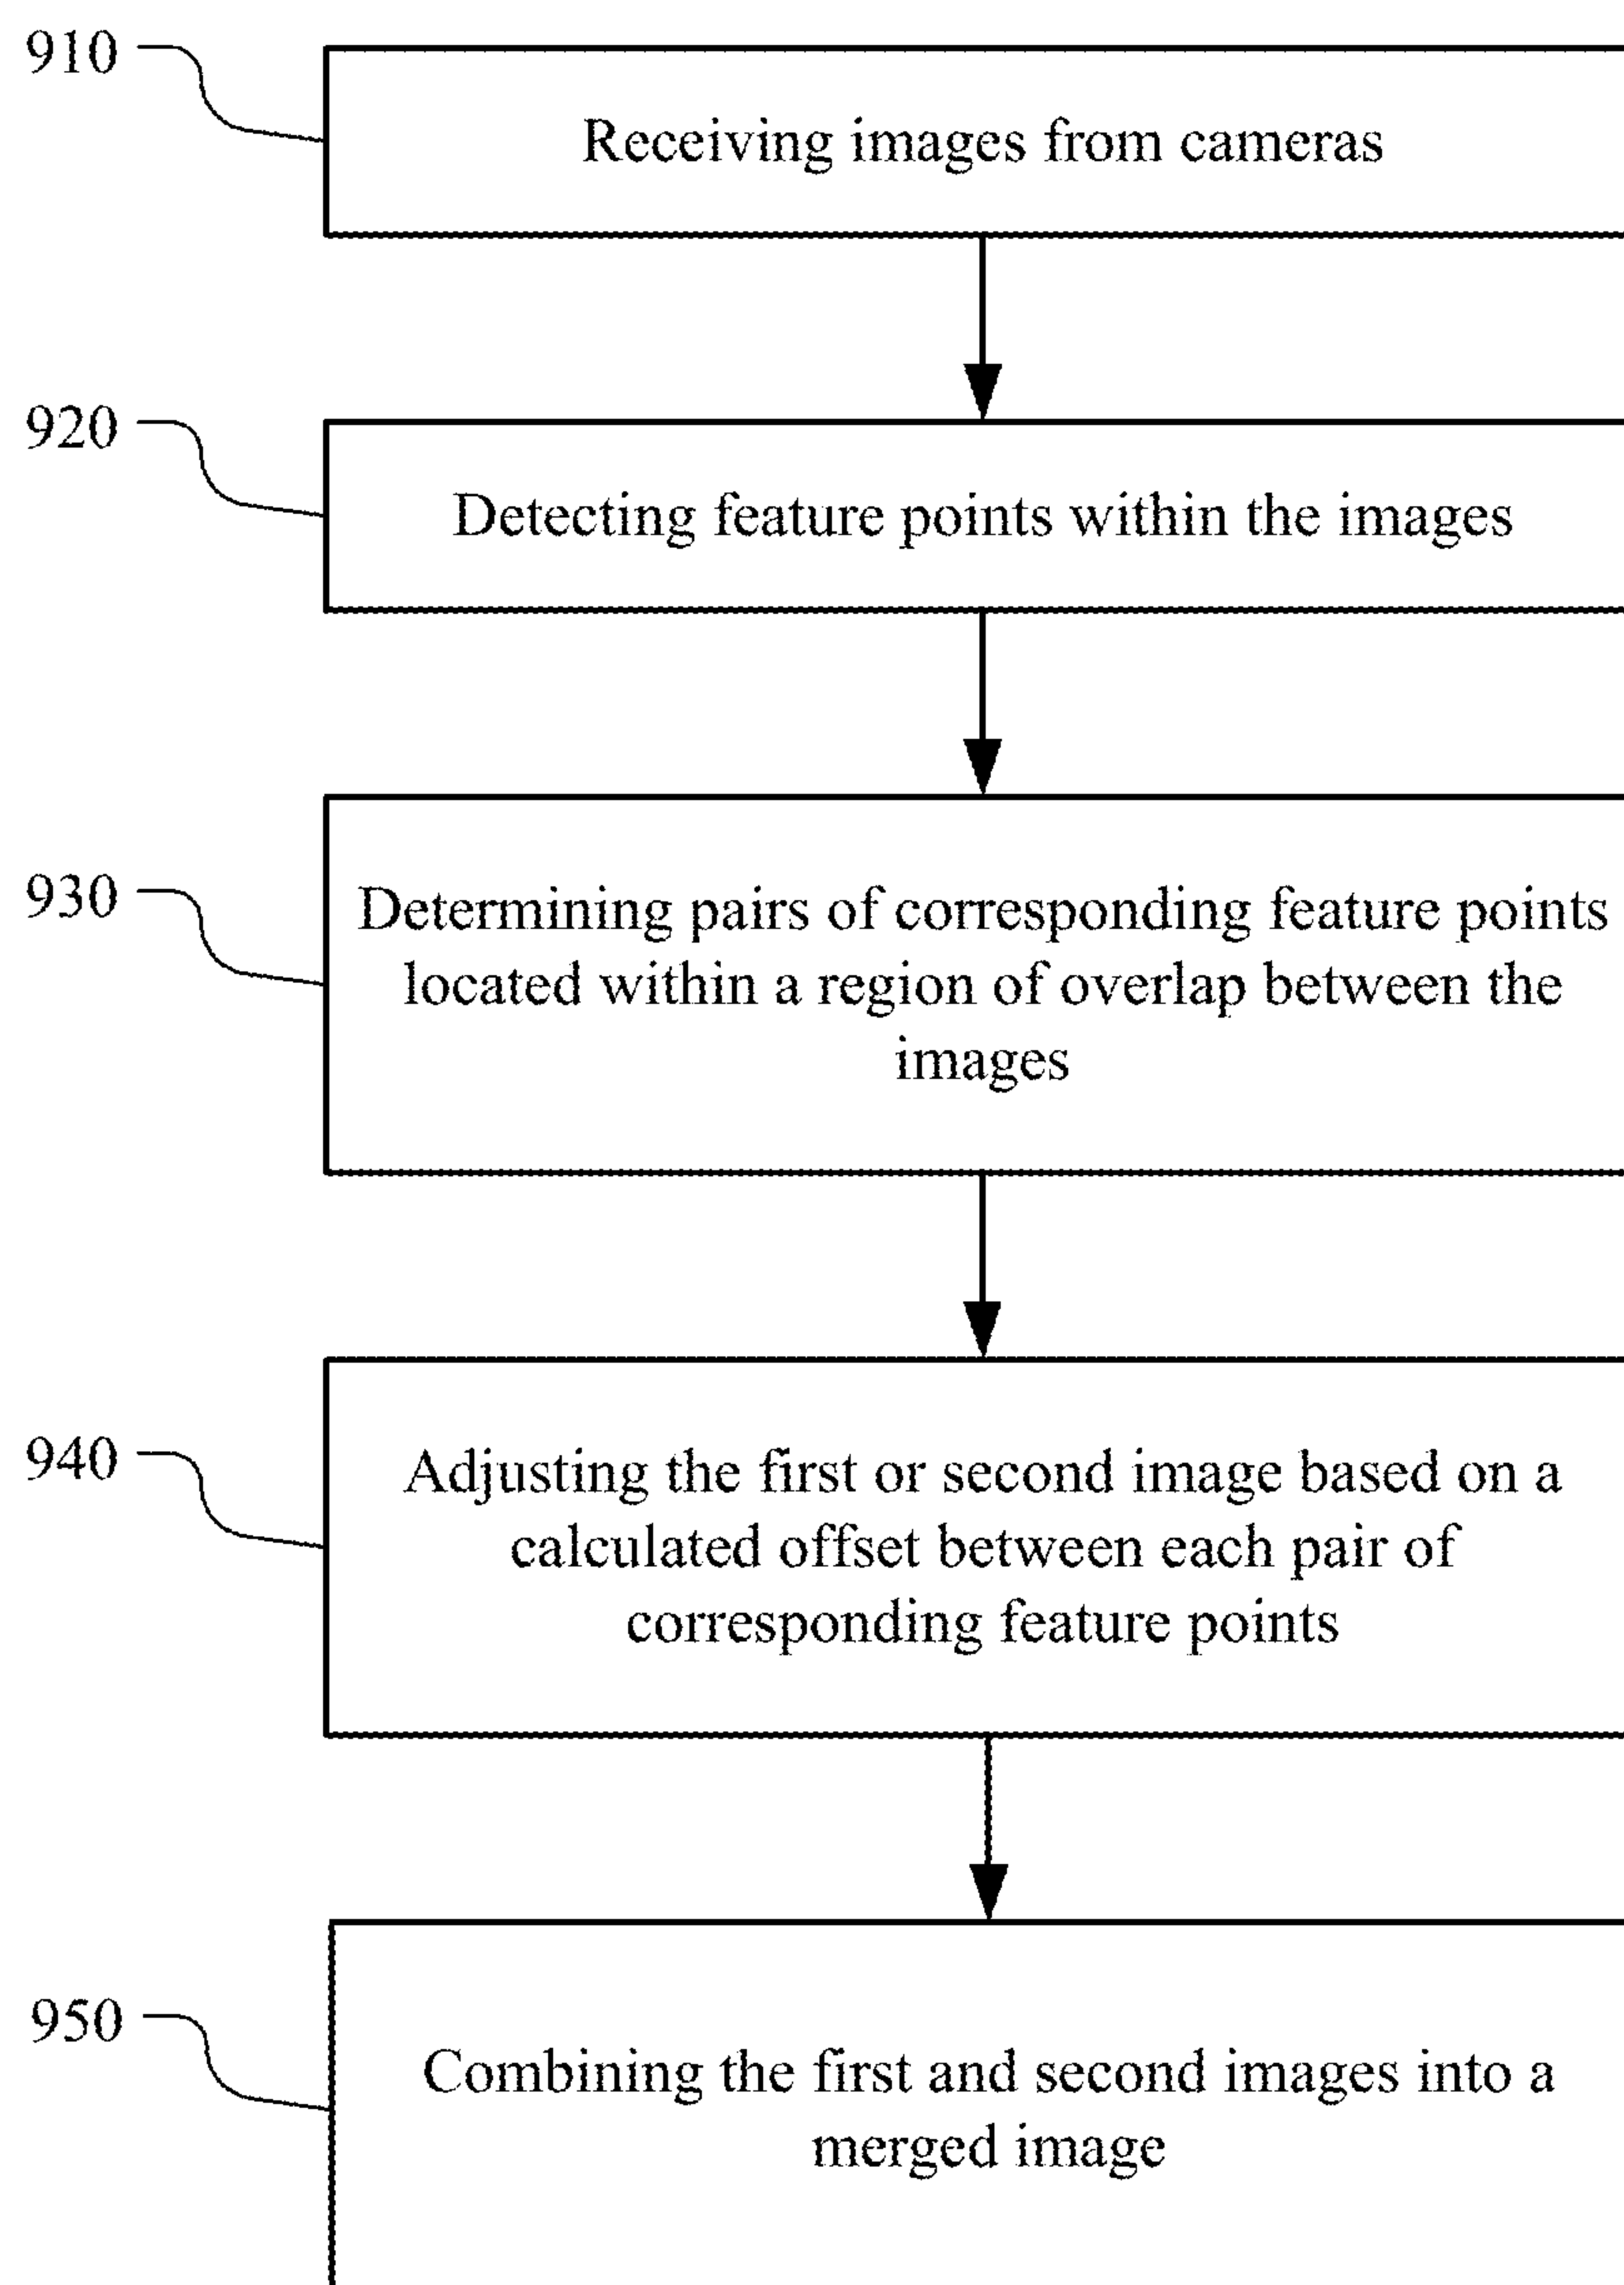 910
Receiving images from cameras
920
Detecting feature points within the images
930
Determining pairs of corresponding feature points
located within a region of overlap between the
images
940
Adjusting the first or second image based on a
calculated offset between each pair of
corresponding feature points
950
Combining the first and second images into a
merged image